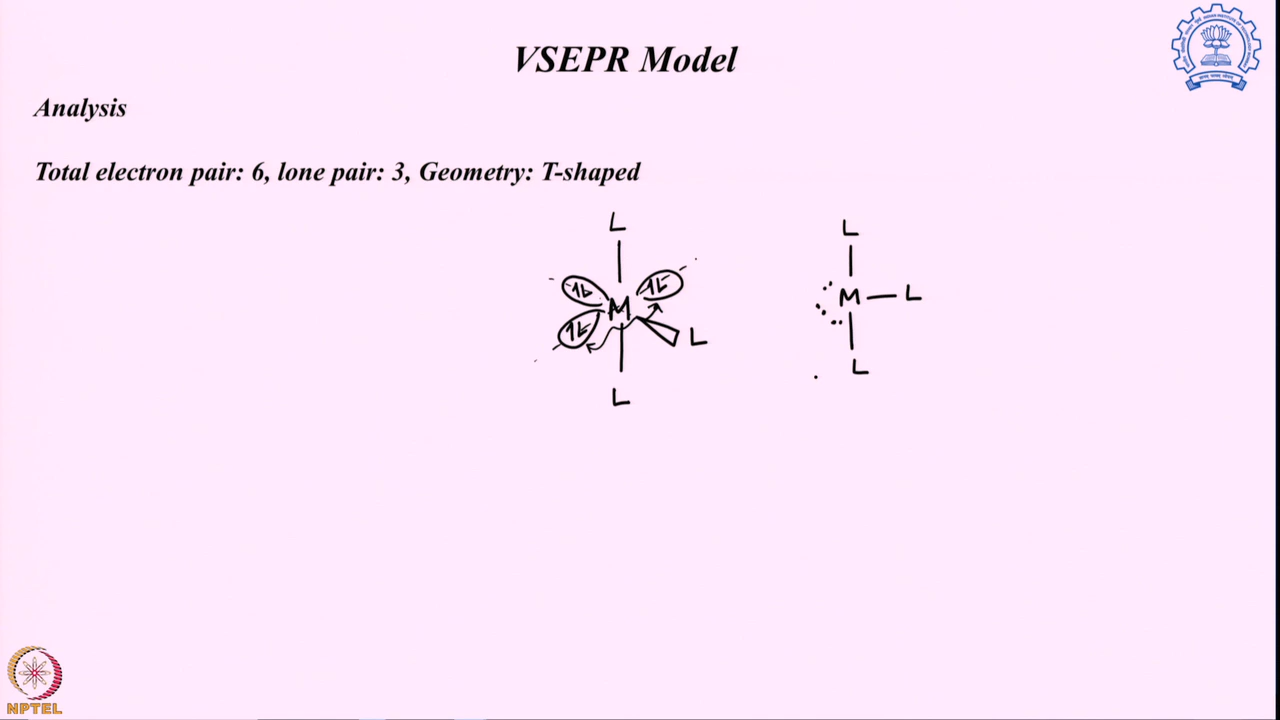 VSEPR Model
Analysis
Total electron pair: 6, lone pair: 3, Geometry: T-shaped
L
L
M
M — L
L
L
L
NPTEL